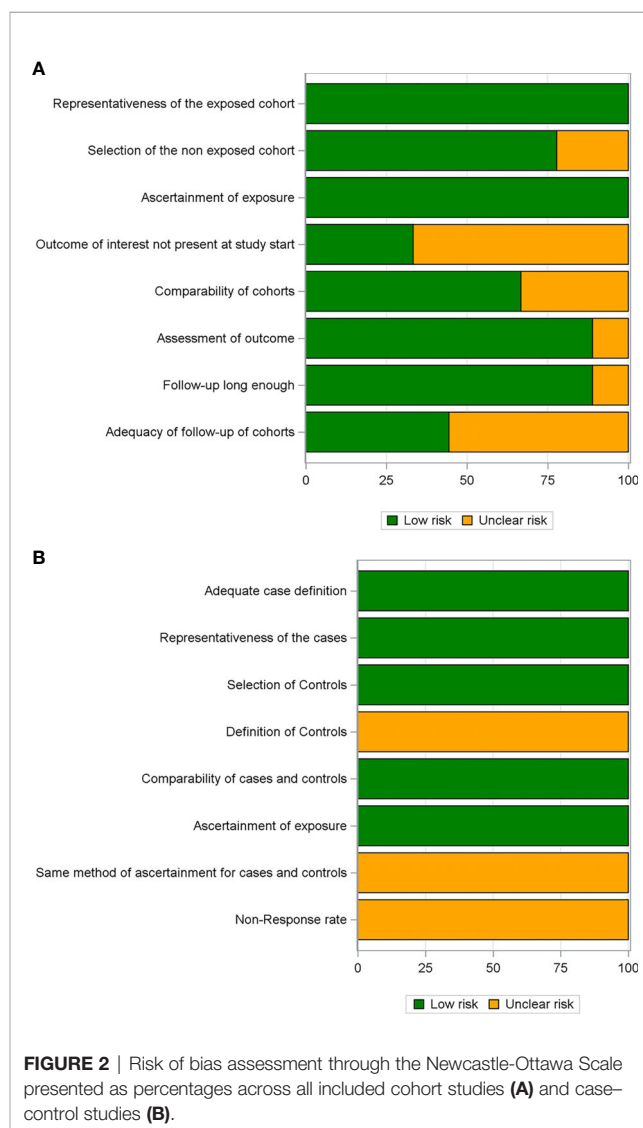 A
Representativeness of the exposed cohort
Selection of the non exposed cohort
Ascertainment of exposure
Outcome of interest not present at study start
Comparability of cohorts
Assessment of outcome
Follow-up long enough
Adequacy of follow-up of cohorts
0 25 50 75 100
Low risk Unclear risk
B
Adequate case definition
Representativeness of the cases
Selection of Controls
Definition of Controls
Comparability of cases and controls
Ascertainment of exposure
Same method of ascertainment for cases and controls
Non-Response rate
0 25 50 75 100
Low risk Unclear risk
FIGURE 2 | Risk of bias assessment through the Newcastle-Ottawa Scale
presented as percentages across all included cohort studies (A) and case–
control studies (B).